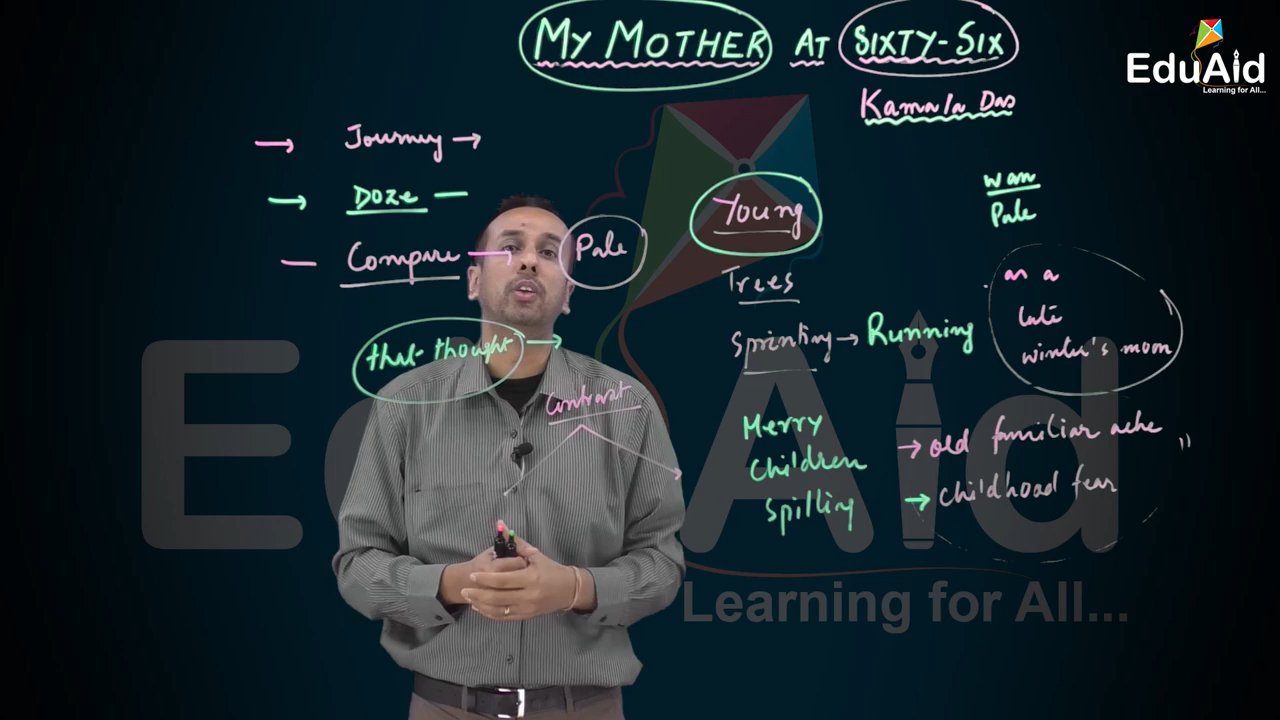 MY MOTHER AT SIXTY-SIX
EduAid
Learning for All...
Kamala Das
Journey
Doze
Compare
Pale
Young
Trees
Sprinting → Running
wan
Pale
as a
late
winter's moon
that thought
Contrast
Merry
Children
Spilling
→ old familiar ache
→ childhood fear
EduAid
Learning for All...